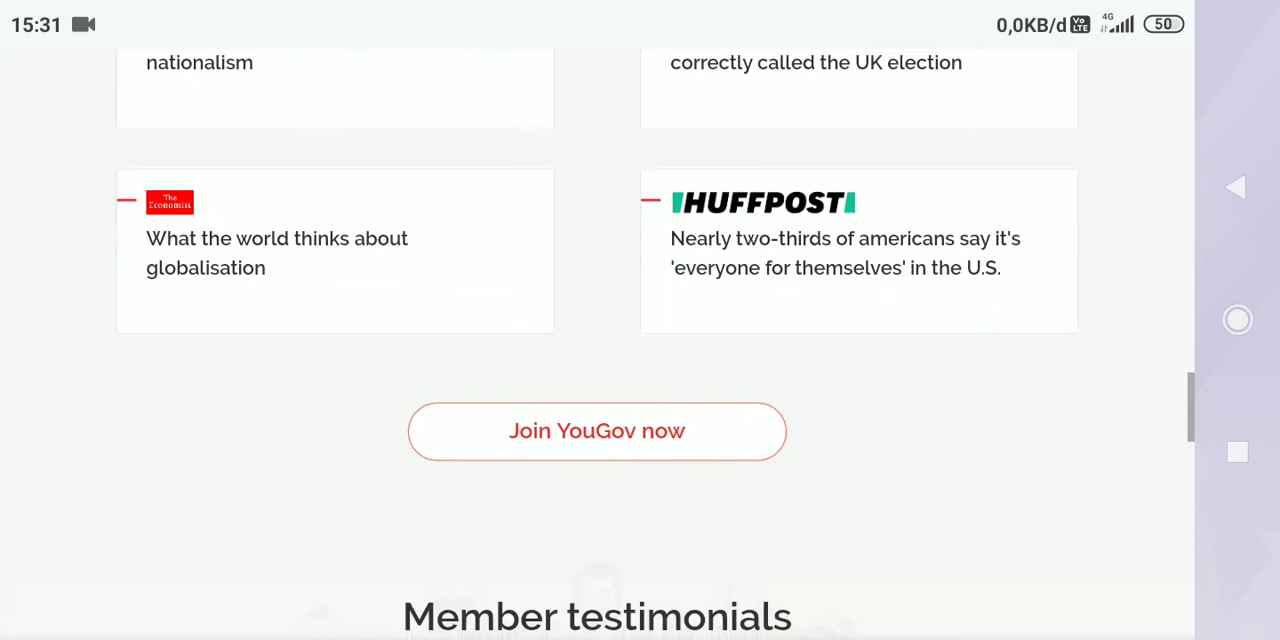 15:31
0,0KB/d Vo LTE 4G 50
nationalism
correctly called the UK election
The Economist
What the world thinks about
globalisation
HUFFPOST
Nearly two-thirds of americans say it's
'everyone for themselves' in the U.S.
Join YouGov now
Member testimonials